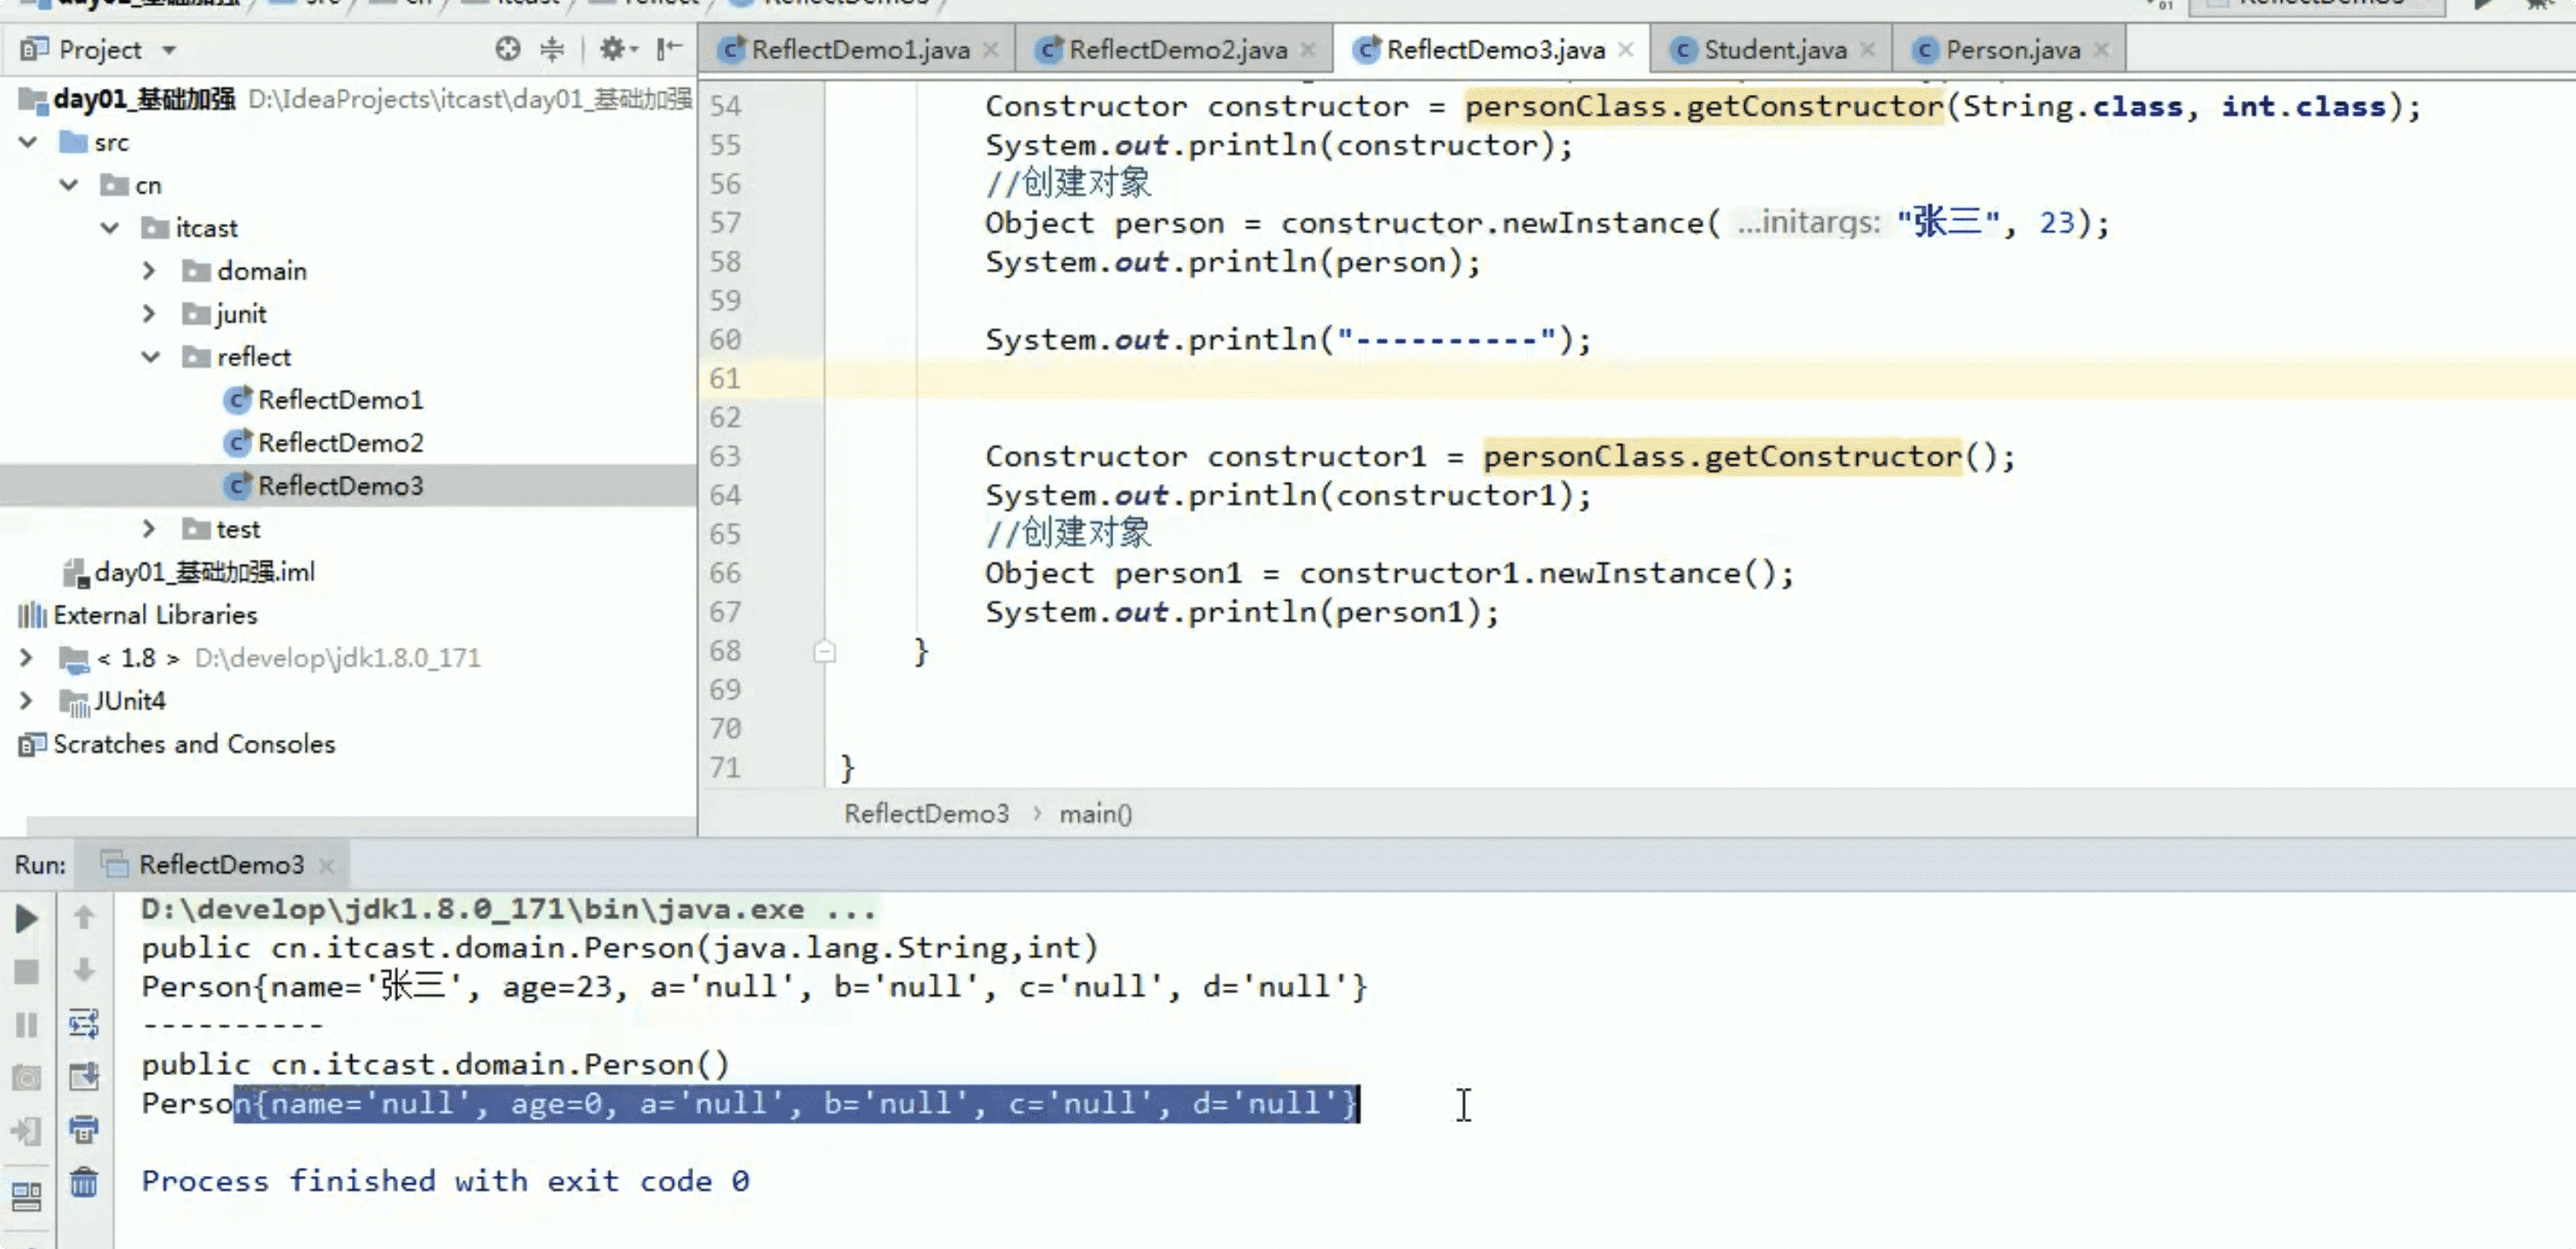 Project
day01_基础加强 D:\IdeaProjects\itcast\day01_基础加强
src
cn
itcast
domain
junit
reflect
ReflectDemo1
ReflectDemo2
ReflectDemo3
test
day01_基础加强.iml
External Libraries
< 1.8 > D:\develop\jdk1.8.0_171
JUnit4
Scratches and Consoles
ReflectDemo1.java ReflectDemo2.java ReflectDemo3.java Student.java Person.java
54 Constructor constructor = personClass.getConstructor(String.class, int.class);
55 System.out.println(constructor);
56 //创建对象
57 Object person = constructor.newInstance( ...initargs: "张三", 23);
58 System.out.println(person);
59
60 System.out.println("----------");
61
62
63 Constructor constructor1 = personClass.getConstructor();
64 System.out.println(constructor1);
65 //创建对象
66 Object person1 = constructor1.newInstance();
67 System.out.println(person1);
68 }
69
70
71 }
ReflectDemo3 › main()
Run: ReflectDemo3
D:\develop\jdk1.8.0_171\bin\java.exe ...
public cn.itcast.domain.Person(java.lang.String,int)
Person{name='张三', age=23, a='null', b='null', c='null', d='null'}
----------
public cn.itcast.domain.Person()
Person{name='null', age=0, a='null', b='null', c='null', d='null'}
Process finished with exit code 0